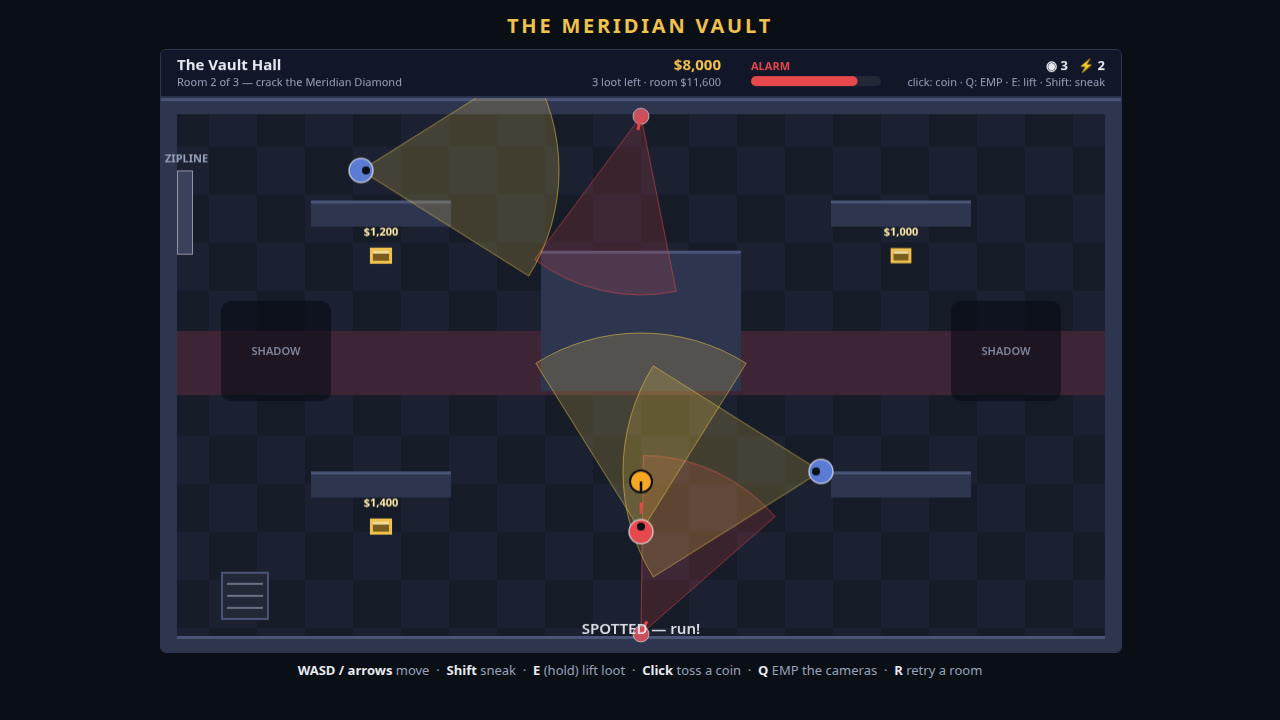 THE MERIDIAN VAULT
The Vault Hall
Room 2 of 3 — crack the Meridian Diamond
$8,000
3 loot left · room $11,600
ALARM
◉ 3 ⚡ 2
click: coin · Q: EMP · E: lift · Shift: sneak
ZIPLINE
$1,200
$1,000
SHADOW
SHADOW
$1,400
SPOTTED — run!
WASD / arrows move · Shift sneak · E (hold) lift loot · Click toss a coin · Q EMP the cameras · R retry a room